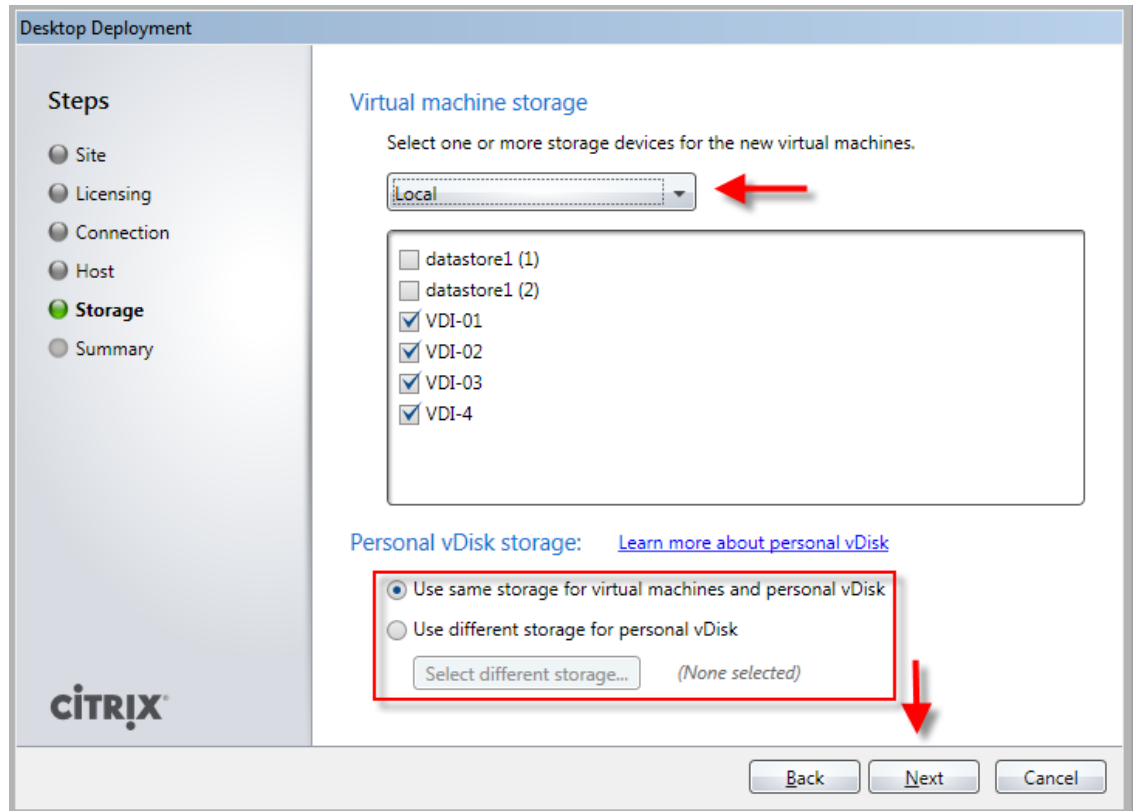 Desktop Deployment
Steps
Site
Licensing
Connection
Host
Storage
Summary
CİTRIX
Virtual machine storage
Select one or more storage devices for the new virtual machines.
Local
datastore1 (1)
datastore1 (2)
VDI-01
VDI-02
VDI-03
VDI-4
Personal vDisk storage: Learn more about personal vDisk
Use same storage for virtual machines and personal vDisk
Use different storage for personal vDisk
Select different storage... (None selected)
Back Next Cancel